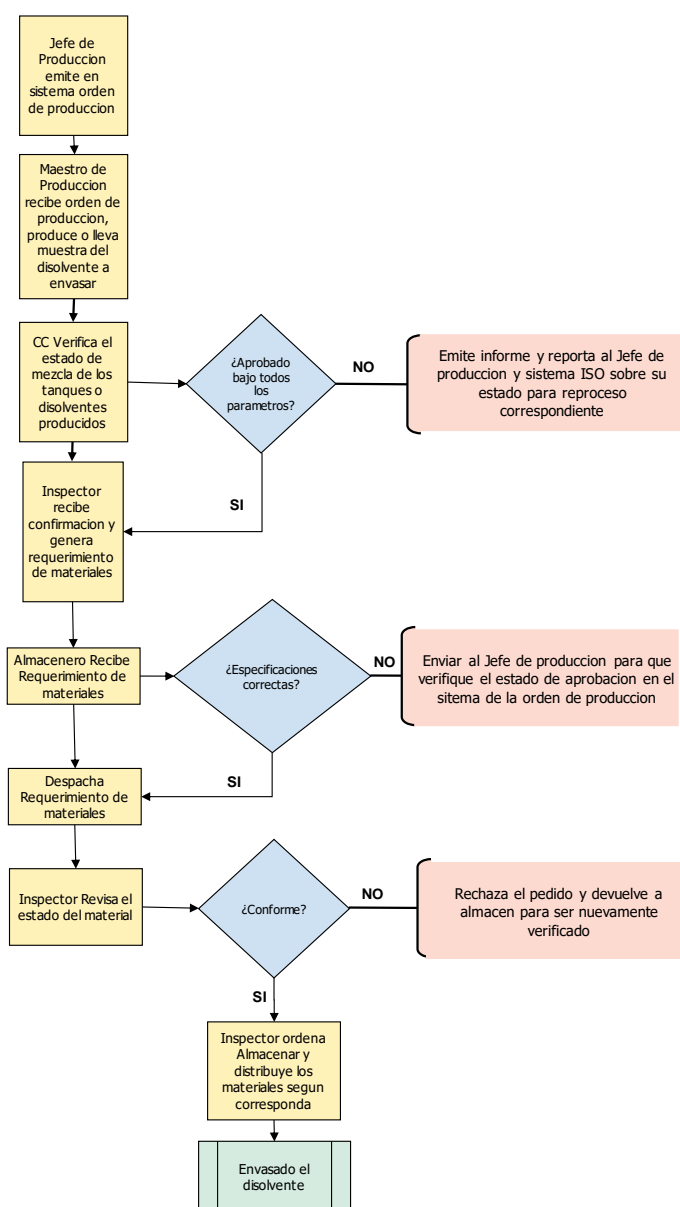 Jefe de
Produccion
emite en
sistema orden
de produccion
Maestro de
Produccion
recibe orden de
produccion,
produce o lleva
muestra del
disolvente a
envasar
CC Verifica el
estado de
mezcla de los
tanques o
disolventes
producidos
¿Aprobado
bajo todos
los
parametros?
NO
Emite informe y reporta al Jefe de
produccion y sistema ISO sobre su
estado para reproceso
correspondiente
SI
Inspector
recibe
confirmacion y
genera
requerimiento
de materiales
Almacenero Recibe
Requerimiento de
materiales
¿Especificaciones
correctas?
NO
Enviar al Jefe de produccion para que
verifique el estado de aprobacion en el
sitema de la orden de produccion
SI
Despacha
Requerimiento de
materiales
Inspector Revisa el
estado del material
¿Conforme?
NO
Rechaza el pedido y devuelve a
almacen para ser nuevamente
verificado
SI
Inspector ordena
Almacenar y
distribuye los
materiales segun
corresponda
Envasado el
disolvente